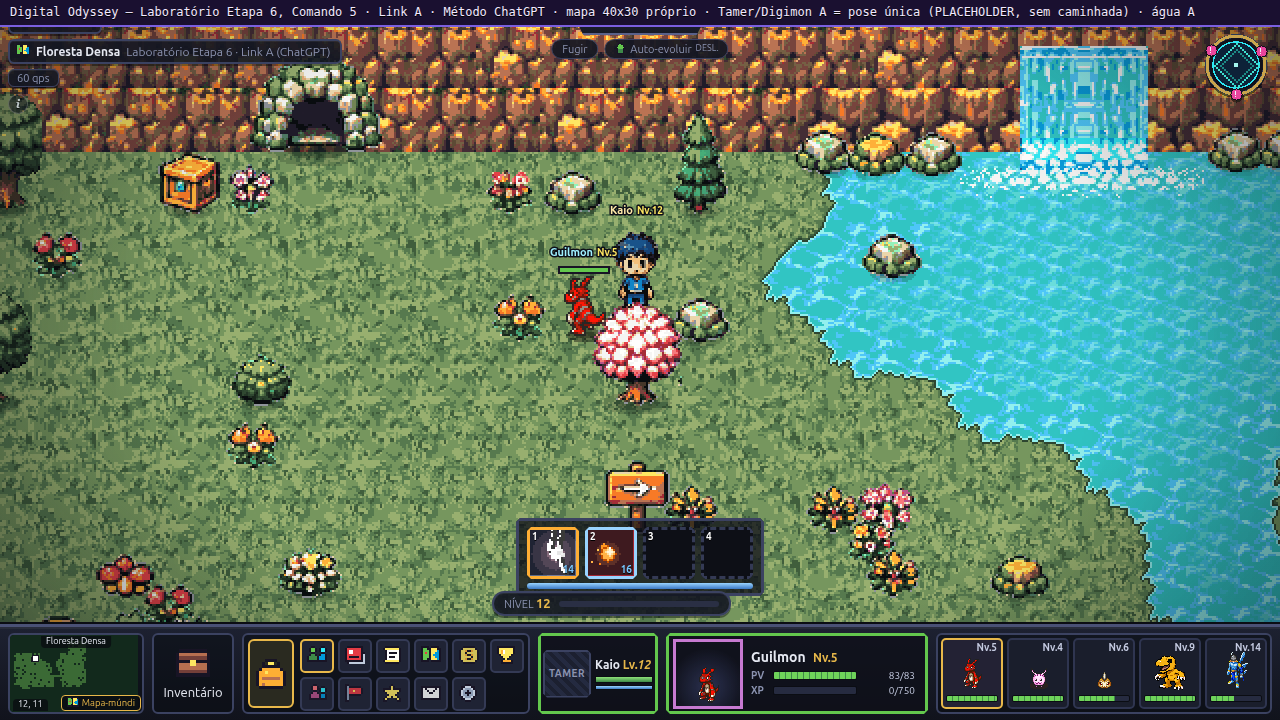 Digital Odyssey — Laboratório Etapa 6, Comando 5 · Link A · Método ChatGPT · mapa 40x30 próprio · Tamer/Digimon A = pose única (PLACEHOLDER, sem caminhada) · água A
Floresta Densa Laboratório Etapa 6 · Link A (ChatGPT)
Fugir
Auto-evoluir DESL.
60 qps
i
Kaio Nv.12
Guilmon Nv.5
1
14
2
16
3
4
NÍVEL 12
Floresta Densa
12, 11
Mapa-múndi
Inventário
TAMER
Kaio Lv.12
Guilmon Nv.5
PV 83/83
XP 0/750
Nv.5
Nv.4
Nv.6
Nv.9
Nv.14